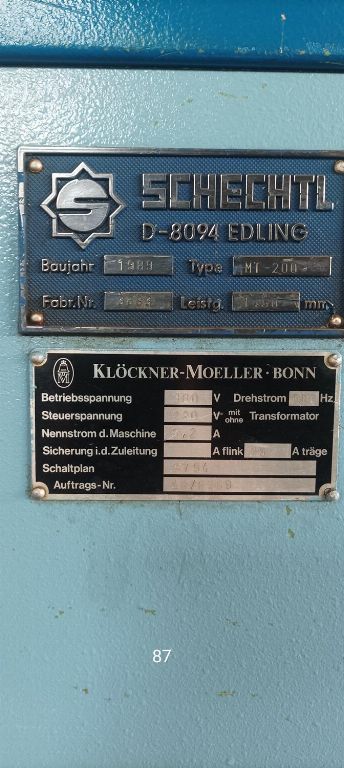 S
SCHECHTL
D-8094 EDLING
Baujahr 1989 Type MT-200
Fabr.Nr. Leistg. mm
KLÖCKNER-MOELLER·BONN
Betriebsspannung 380 V Drehstrom Hz
Steuerspannung V mit ohne Transformator
Nennstrom d. Maschine A
Sicherung i.d. Zuleitung A flink A träge
Schaltplan
Auftrags-Nr.
87